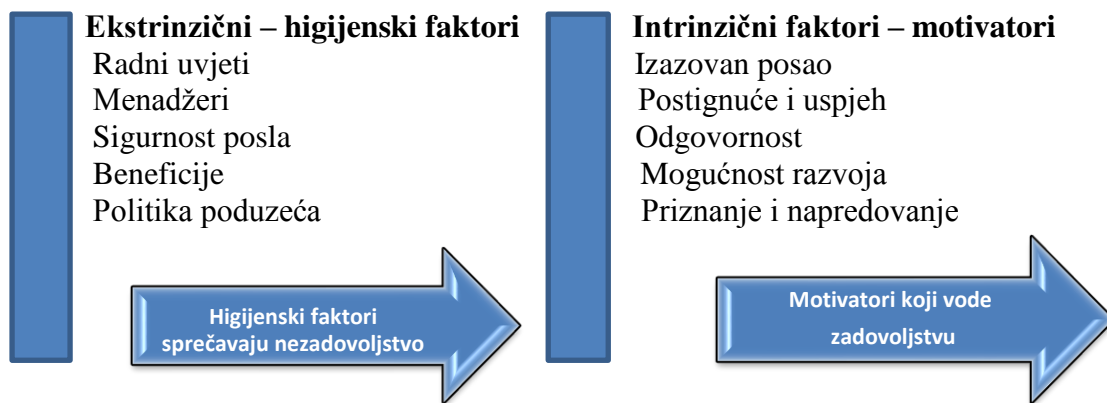 Ekstrinzični – higijenski faktori
Radni uvjeti
Menadžeri
Sigurnost posla
Beneficije
Politika poduzeća
Higijenski faktori
sprečavaju nezadovoljstvo
Intrinzični faktori – motivatori
Izazovan posao
Postignuće i uspjeh
Odgovornost
Mogućnost razvoja
Priznanje i napredovanje
Motivatori koji vode
zadovoljstvu